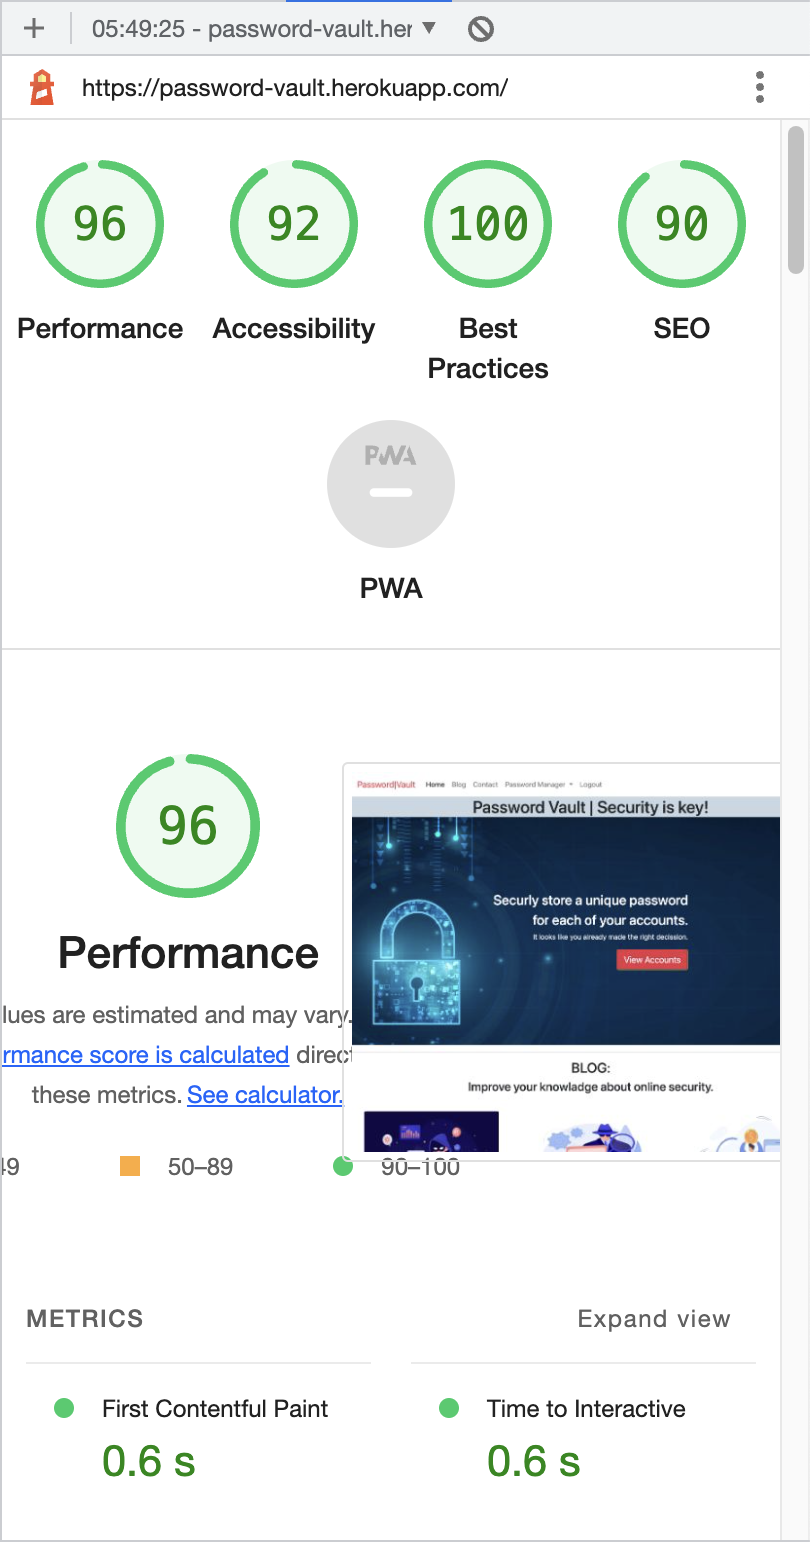 05:49:25 - password-vault.her
https://password-vault.herokuapp.com/
96
92
100
90
Performance
Accessibility
Best
Practices
SEO
PWA
PWA
96
Performance
lues are estimated and may vary.
rmance score is calculated direct
these metrics. See calculator.
49
50–89
90–100
Password|Vault Home Blog Contact Password Manager Logout
Password Vault | Security is key!
Securly store a unique password
for each of your accounts.
It looks like you already made the right decission.
View Accounts
BLOG:
Improve your knowladge about online security.
METRICS
Expand view
First Contentful Paint
0.6 s
Time to Interactive
0.6 s